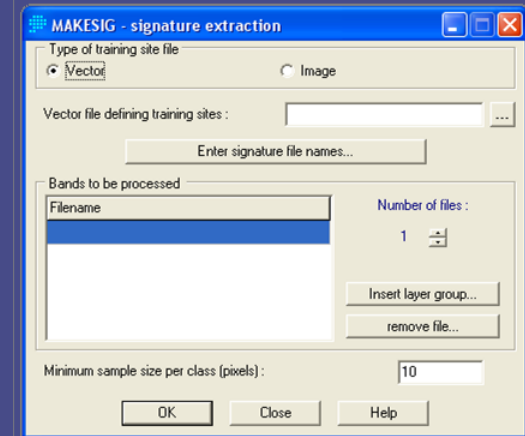 MAKESIG - signature extraction
Type of training site file
Vector
Image
Vector file defining training sites :
...
Enter signature file names...
Bands to be processed
Filename
Number of files :
1
Insert layer group...
remove file...
Minimum sample size per class (pixels) :
10
OK
Close
Help